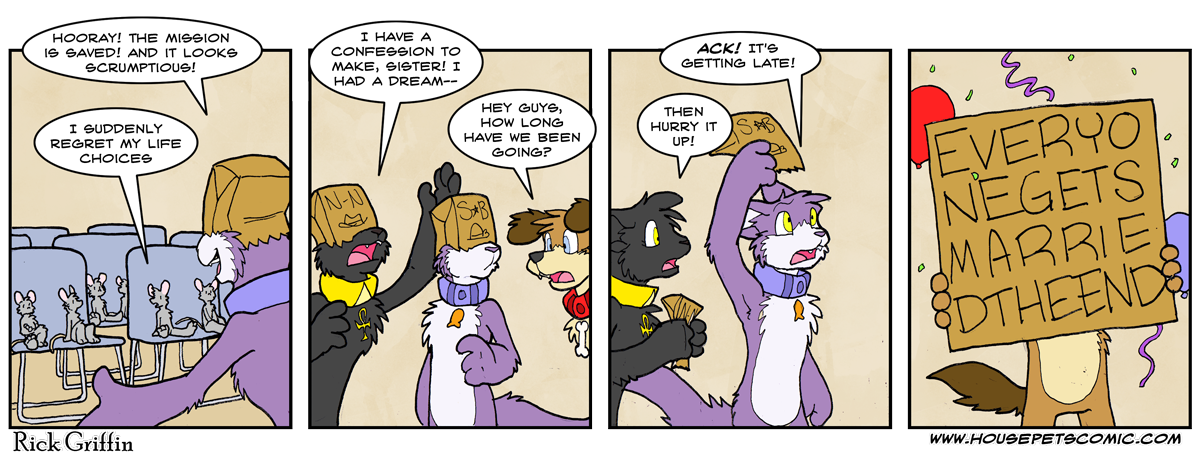 HOORAY! THE MISSION
IS SAVED! AND IT LOOKS
SCRUMPTIOUS!
I SUDDENLY
REGRET MY LIFE
CHOICES
I HAVE A
CONFESSION TO
MAKE, SISTER! I
HAD A DREAM--
HEY GUYS,
HOW LONG
HAVE WE BEEN
GOING?
N-N
S*B
ACK! IT'S
GETTING LATE!
THEN
HURRY IT
UP!
S*B
EVERYO
NEGETS
MARRIE
DTHEEND
Rick Griffin
WWW.HOUSEPETSCOMIC.COM